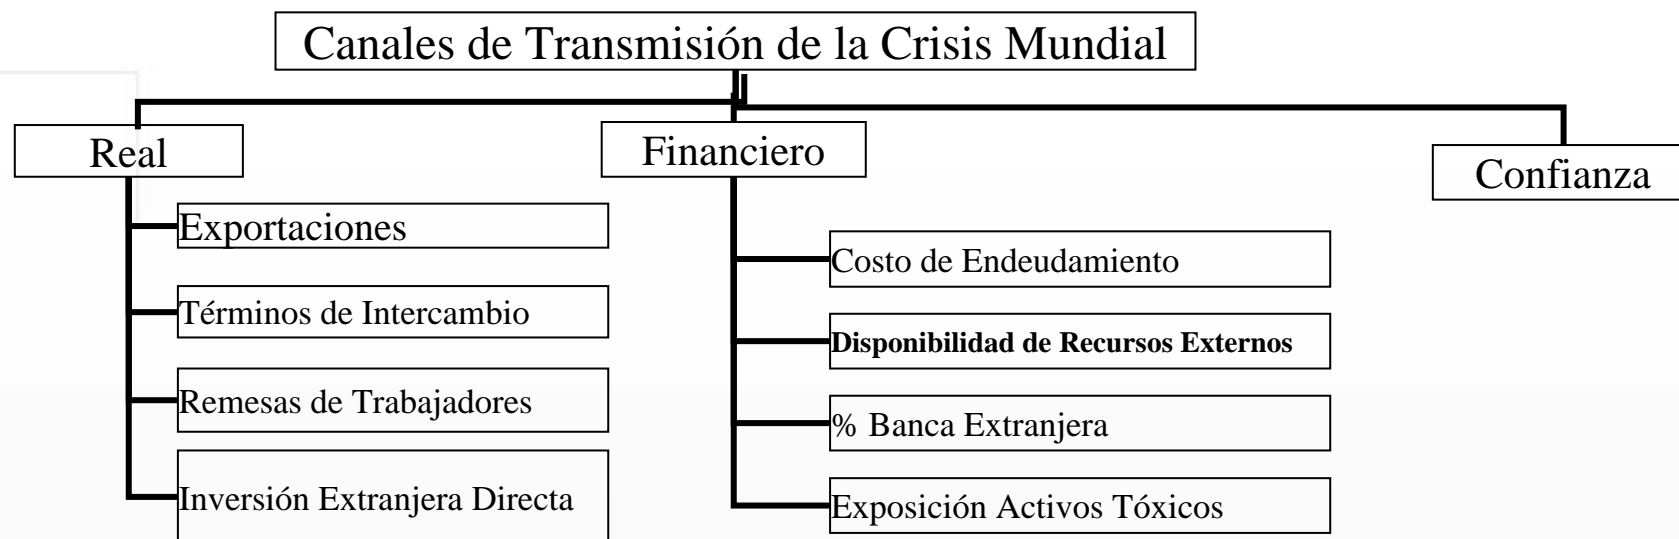 Canales de Transmisión de la Crisis Mundial
Real
Financiero
Confianza
Exportaciones
Términos de Intercambio
Remesas de Trabajadores
Inversión Extranjera Directa
Costo de Endeudamiento
Disponibilidad de Recursos Externos
% Banca Extranjera
Exposición Activos Tóxicos